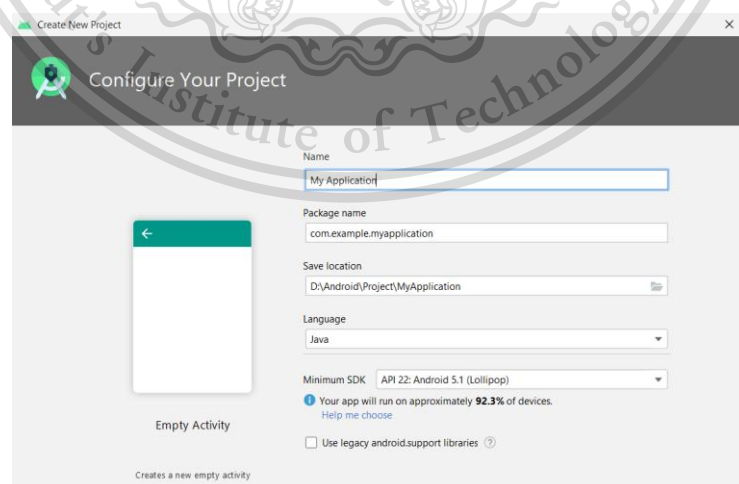 Create New Project
Configure Your Project
's Institute of Technolog
Name
My Application
Package name
com.example.myapplication
Save location
D:\Android\Project\MyApplication
Language
Java
Minimum SDK API 22: Android 5.1 (Lollipop)
Your app will run on approximately 92.3% of devices.
Help me choose
Use legacy android.support libraries ?
Empty Activity
Creates a new empty activity